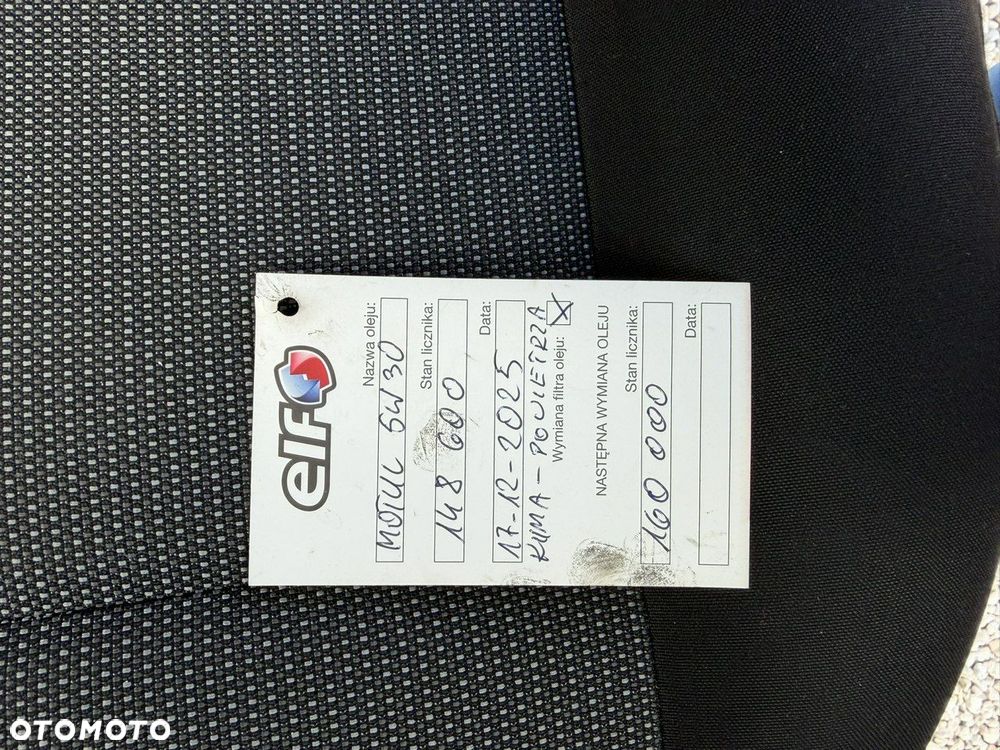 elf
Nazwa oleju:
MOTUL 5W30
Stan licznika:
148 600
Data:
17-12-2025
KLIMA - POWIETRZA
Wymiana filtra oleju: X
NASTĘPNA WYMIANA OLEJU
Stan licznika:
160 000
Data:
OTOMOTO